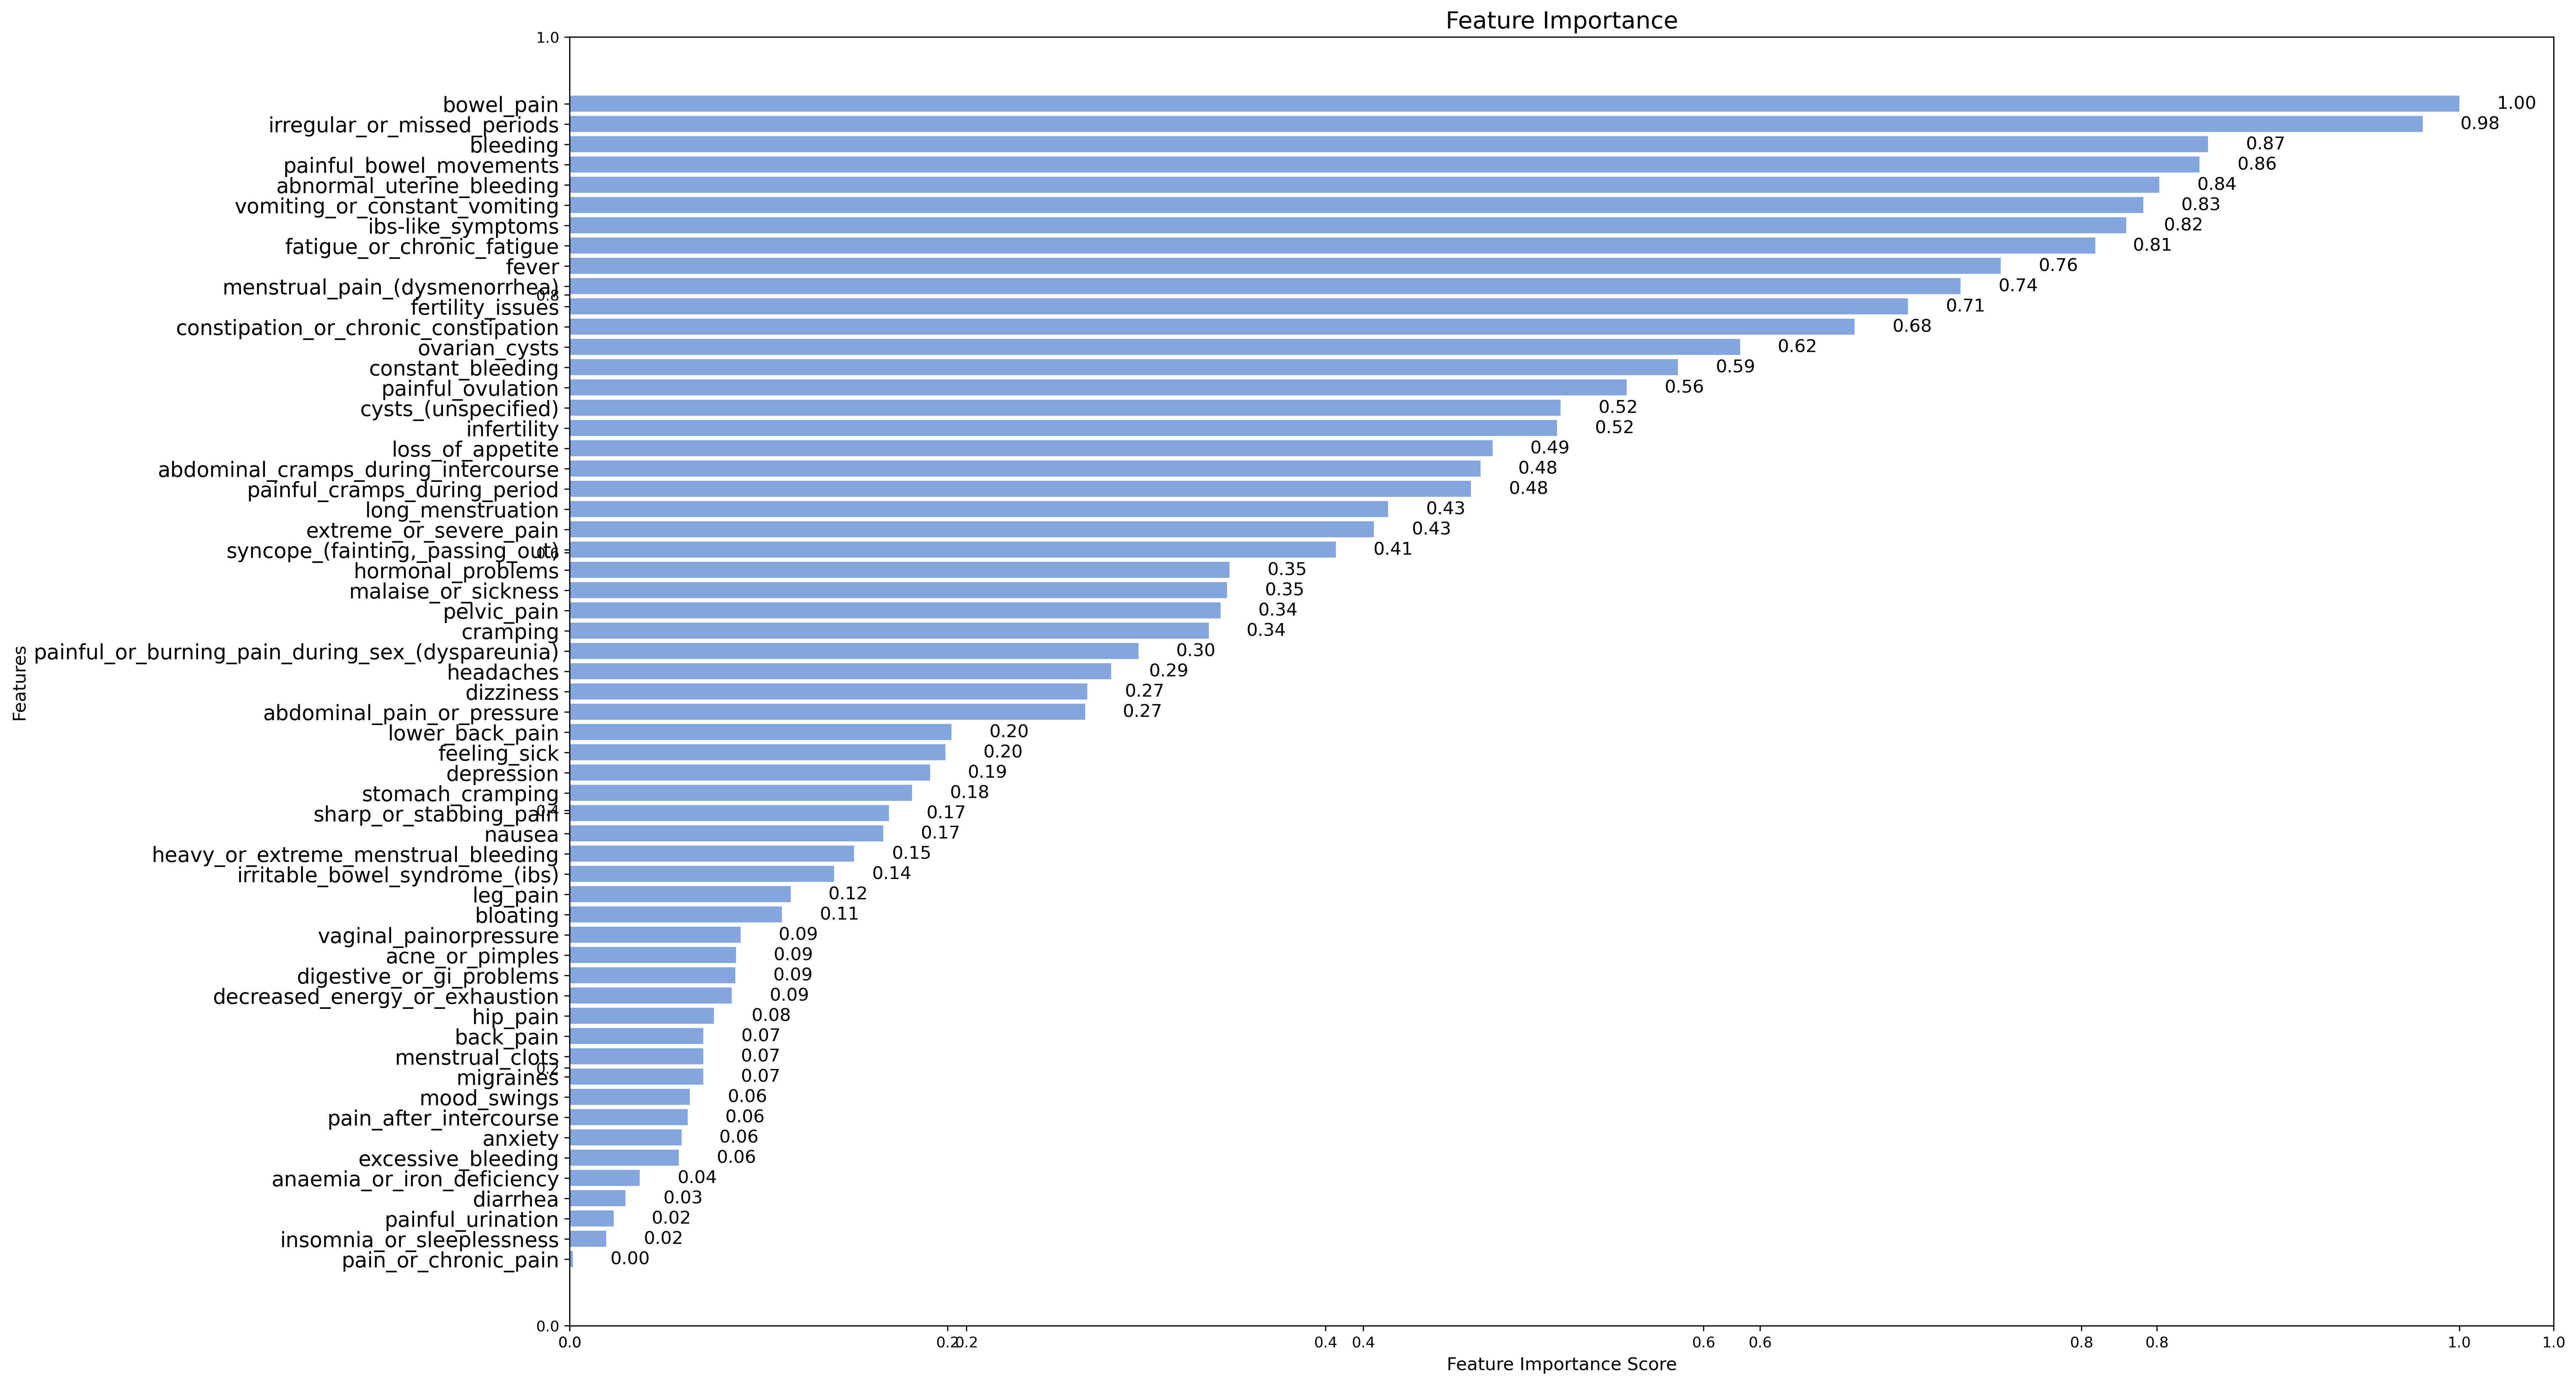 Feature Importance
1.0
bowel_pain 1.00
irregular_or_missed_periods 0.98
bleeding 0.87
painful_bowel_movements 0.86
abnormal_uterine_bleeding 0.84
vomiting_or_constant_vomiting 0.83
ibs-like_symptoms 0.82
fatigue_or_chronic_fatigue 0.81
fever 0.76
menstrual_pain_(dysmenorrhea) 0.74
0.8
fertility_issues 0.71
constipation_or_chronic_constipation 0.68
ovarian_cysts 0.62
constant_bleeding 0.59
painful_ovulation 0.56
cysts_(unspecified) 0.52
infertility 0.52
loss_of_appetite 0.49
abdominal_cramps_during_intercourse 0.48
painful_cramps_during_period 0.48
long_menstruation 0.43
extreme_or_severe_pain 0.43
syncope_(fainting,_passing_out) 0.41
0.6
hormonal_problems 0.35
malaise_or_sickness 0.35
pelvic_pain 0.34
cramping 0.34
painful_or_burning_pain_during_sex_(dyspareunia) 0.30
headaches 0.29
Features
dizziness 0.27
abdominal_pain_or_pressure 0.27
lower_back_pain 0.20
feeling_sick 0.20
depression 0.19
stomach_cramping 0.18
0.4
sharp_or_stabbing_pain 0.17
nausea 0.17
heavy_or_extreme_menstrual_bleeding 0.15
irritable_bowel_syndrome_(ibs) 0.14
leg_pain 0.12
bloating 0.11
vaginal_painorpressure 0.09
acne_or_pimples 0.09
digestive_or_gi_problems 0.09
decreased_energy_or_exhaustion 0.09
hip_pain 0.08
back_pain 0.07
menstrual_clots 0.07
0.2
migraines 0.07
mood_swings 0.06
pain_after_intercourse 0.06
anxiety 0.06
excessive_bleeding 0.06
anaemia_or_iron_deficiency 0.04
diarrhea 0.03
painful_urination 0.02
insomnia_or_sleeplessness 0.02
pain_or_chronic_pain 0.00
0.0
0.0 0.0 0.2 0.2 0.4 0.4 0.6 0.6 0.8 0.8 1.0 1.0
Feature Importance Score